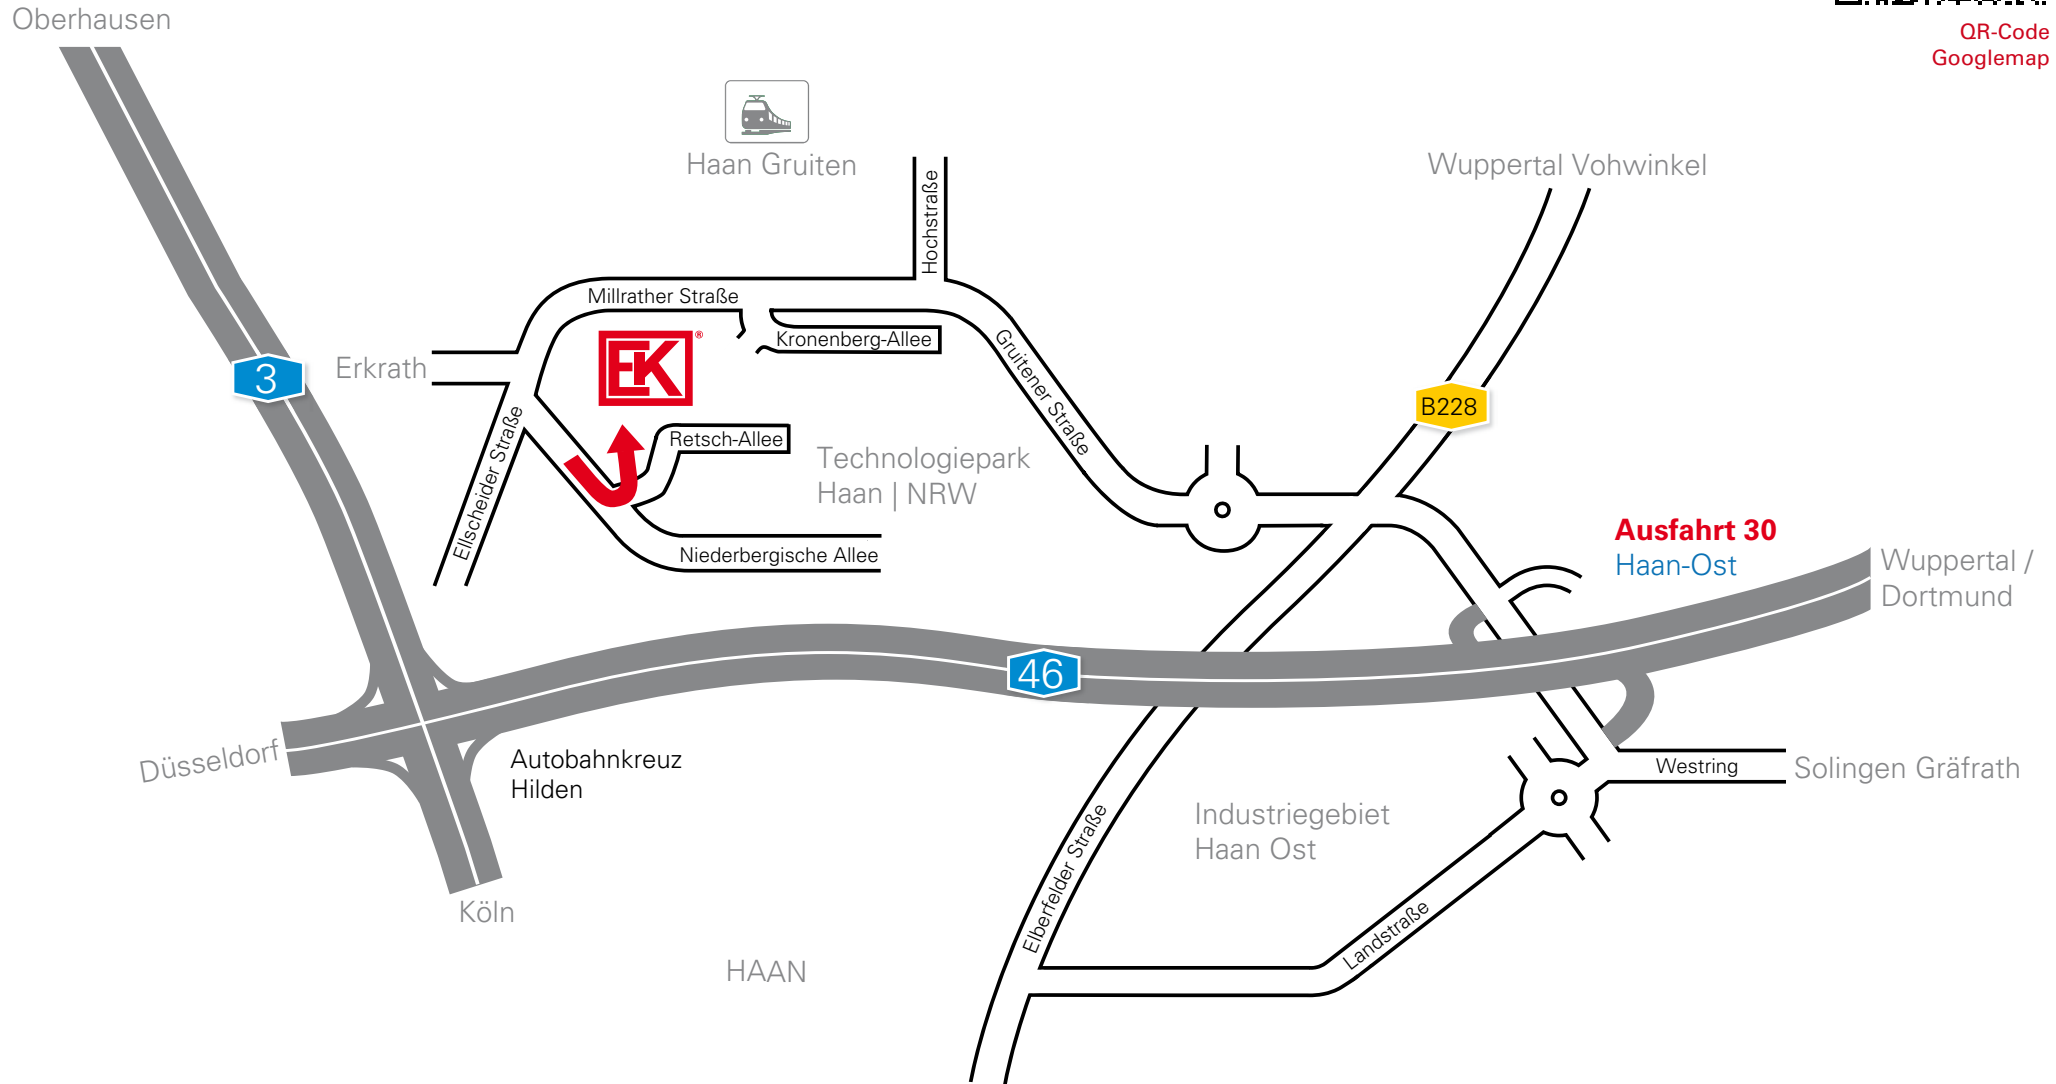 Oberhausen
QR-Code
Googlemap
Haan Gruiten
Wuppertal Vohwinkel
Hochstraße
Millrather Straße
Kronenberg-Allee
Gruitener Straße
EK®
Erkrath
3
B228
Ellscheider Straße
Retsch-Allee
Technologiepark
Haan | NRW
Niederbergische Allee
Ausfahrt 30
Haan-Ost
Wuppertal /
Dortmund
46
Düsseldorf
Autobahnkreuz
Hilden
Westring
Solingen Gräfrath
Industriegebiet
Haan Ost
Elberfelder Straße
Landstraße
Köln
HAAN